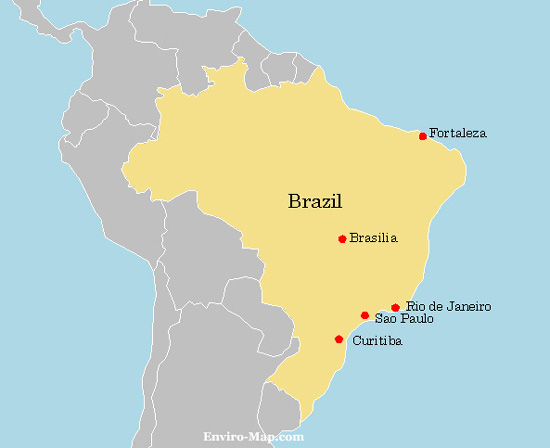 Fortaleza
Brazil
Brasilia
Rio de Janeiro
Sao Paulo
Curitiba
Enviro-Map.com